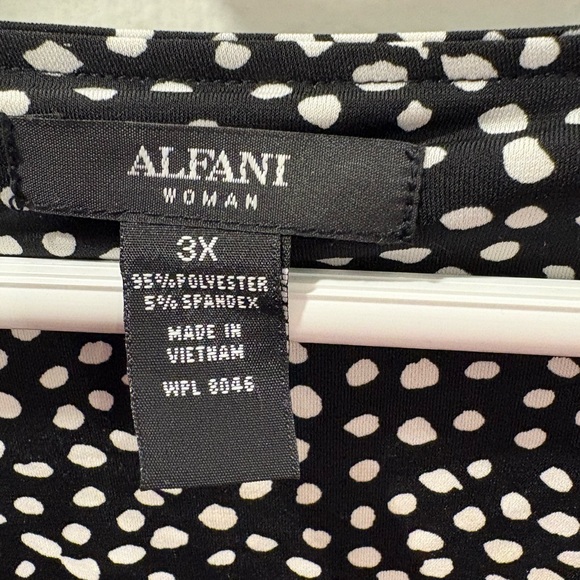 ALFANI
WOMAN
3X
95% POLYESTER
5% SPANDEX
MADE IN
VIETNAM
WPL 8046